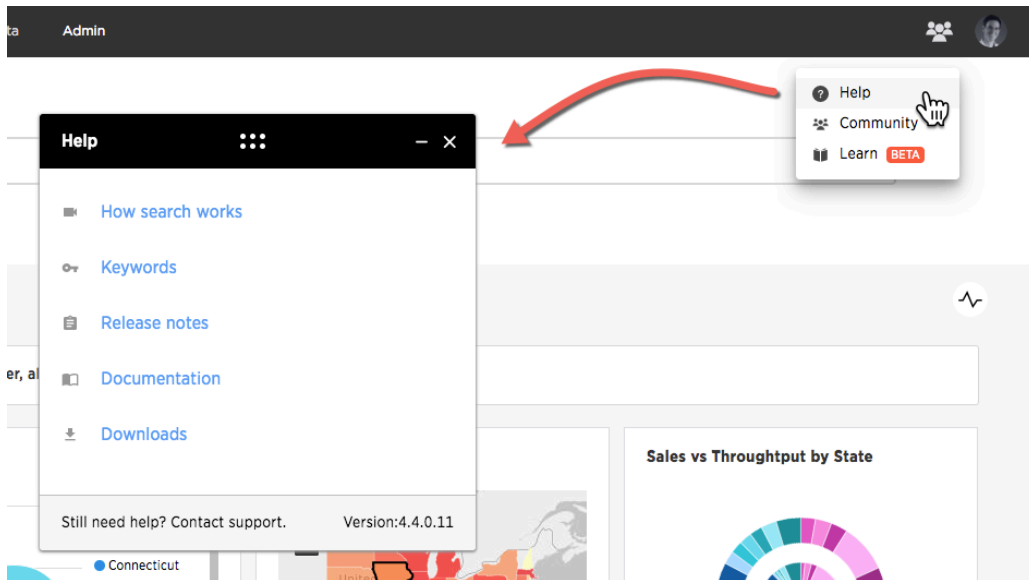 ta Admin
Help
Community
Learn BETA
Help
How search works
Keywords
Release notes
Documentation
Downloads
Still need help? Contact support. Version:4.4.0.11
er, al
Sales vs Throughtput by State
Connecticut
United